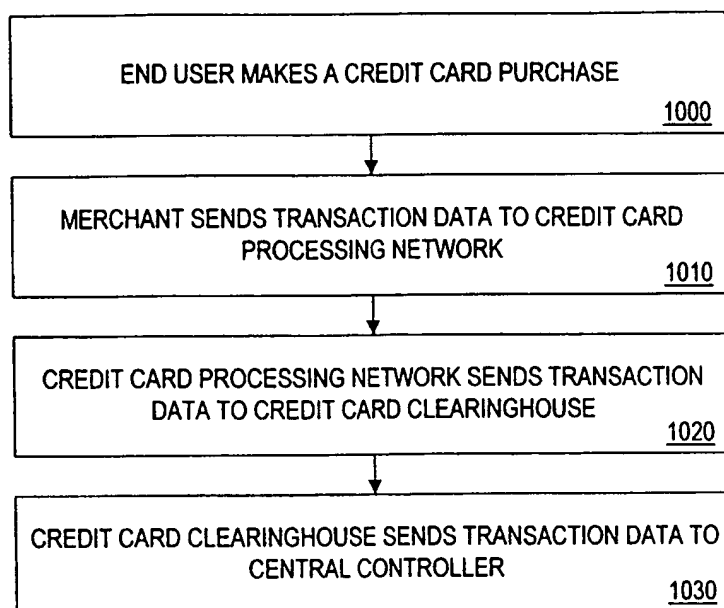 END USER MAKES A CREDIT CARD PURCHASE
1000
MERCHANT SENDS TRANSACTION DATA TO CREDIT CARD
PROCESSING NETWORK
1010
CREDIT CARD PROCESSING NETWORK SENDS TRANSACTION
DATA TO CREDIT CARD CLEARINGHOUSE
1020
CREDIT CARD CLEARINGHOUSE SENDS TRANSACTION DATA TO
CENTRAL CONTROLLER
1030